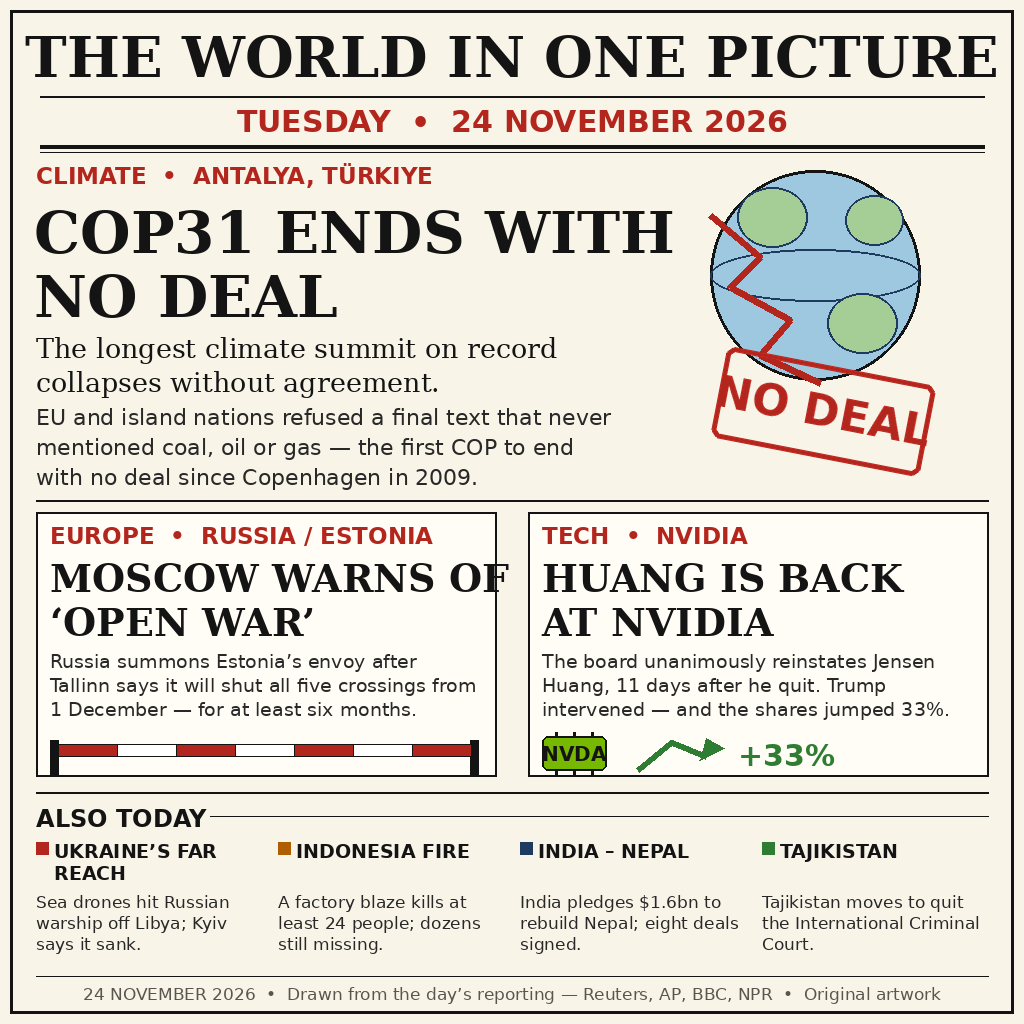 THE WORLD IN ONE PICTURE
TUESDAY • 24 NOVEMBER 2026
CLIMATE • ANTALYA, TÜRKIYE
COP31 ENDS WITH
NO DEAL
The longest climate summit on record
collapses without agreement.
EU and island nations refused a final text that never
mentioned coal, oil or gas — the first COP to end
with no deal since Copenhagen in 2009.
NO DEAL
EUROPE • RUSSIA / ESTONIA
MOSCOW WARNS OF
‘OPEN WAR’
Russia summons Estonia’s envoy after
Tallinn says it will shut all five crossings from
1 December — for at least six months.
TECH • NVIDIA
HUANG IS BACK
AT NVIDIA
The board unanimously reinstates Jensen
Huang, 11 days after he quit. Trump
intervened — and the shares jumped 33%.
NVDA
+33%
ALSO TODAY
UKRAINE’S FAR
REACH
Sea drones hit Russian
warship off Libya; Kyiv
says it sank.
INDONESIA FIRE
A factory blaze kills at
least 24 people; dozens
still missing.
INDIA – NEPAL
India pledges $1.6bn to
rebuild Nepal; eight deals
signed.
TAJIKISTAN
Tajikistan moves to quit
the International Criminal
Court.
24 NOVEMBER 2026 • Drawn from the day’s reporting — Reuters, AP, BBC, NPR • Original artwork